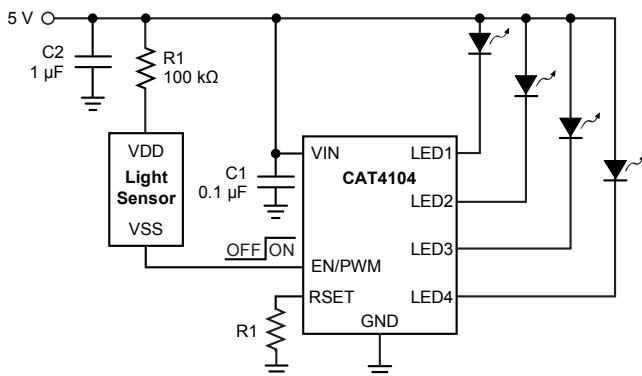 5 V
C2
1 µF
R1
100 kΩ
VDD
Light
Sensor
VSS
C1
0.1 µF
OFF ON
VIN
CAT4104
EN/PWM
RSET
GND
LED1
LED2
LED3
LED4
R1